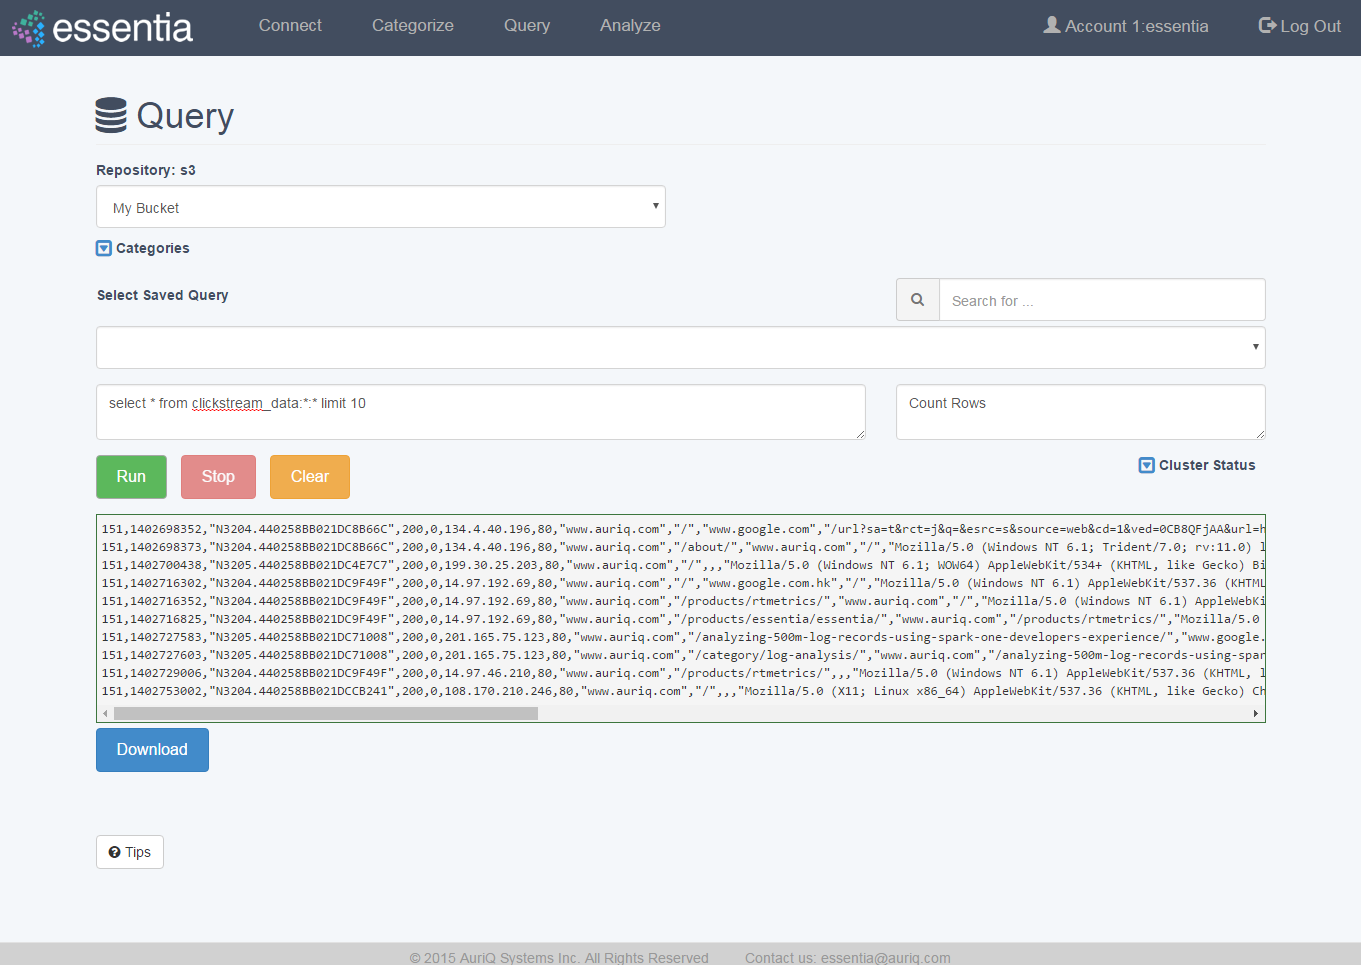 essentia Connect Categorize Query Analyze Account 1:essentia Log Out
Query
Repository: s3
My Bucket
Categories
Select Saved Query
Search for ...
select * from clickstream_data:*:* limit 10
Count Rows
Run Stop Clear
Cluster Status
151,1402698352,"N3204.440258BB021DC8B66C",200,0,134.4.40.196,80,"www.auriq.com","/","www.google.com","/url?sa=t&rct=j&q=&esrc=s&source=web&cd=1&ved=0CB8QFjAA&url=h
151,1402698373,"N3204.440258BB021DC8B66C",200,0,134.4.40.196,80,"www.auriq.com","/about/","www.auriq.com","/","Mozilla/5.0 (Windows NT 6.1; Trident/7.0; rv:11.0) l
151,1402700438,"N3205.440258BB021DC4E7C7",200,0,199.30.25.203,80,"www.auriq.com","/",,,"Mozilla/5.0 (Windows NT 6.1; WOW64) AppleWebKit/534+ (KHTML, like Gecko) Bi
151,1402716302,"N3205.440258BB021DC9F49F",200,0,14.97.192.69,80,"www.auriq.com","/","www.google.com.hk","/","Mozilla/5.0 (Windows NT 6.1) AppleWebKit/537.36 (KHTML
151,1402716352,"N3205.440258BB021DC9F49F",200,0,14.97.192.69,80,"www.auriq.com","/products/rtmetrics/","www.auriq.com","/","Mozilla/5.0 (Windows NT 6.1) AppleWebKi
151,1402716825,"N3204.440258BB021DC9F49F",200,0,14.97.192.69,80,"www.auriq.com","/products/essentia/essentia/","www.auriq.com","/products/rtmetrics/","Mozilla/5.0
151,1402727583,"N3205.440258BB021DC71008",200,0,201.165.75.123,80,"www.auriq.com","/analyzing-500m-log-records-using-spark-one-developers-experience/","www.google.
151,1402727603,"N3205.440258BB021DC71008",200,0,201.165.75.123,80,"www.auriq.com","/category/log-analysis/","www.auriq.com","/analyzing-500m-log-records-using-spar
151,1402729006,"N3204.440258BB021DC9F49F",200,0,14.97.46.210,80,"www.auriq.com","/products/rtmetrics/",,,"Mozilla/5.0 (Windows NT 6.1) AppleWebKit/537.36 (KHTML, l
151,1402753002,"N3204.440258BB021DCCB241",200,0,108.170.210.246,80,"www.auriq.com","/",,,"Mozilla/5.0 (X11; Linux x86_64) AppleWebKit/537.36 (KHTML, like Gecko) Ch
Download
Tips
© 2015 AuriQ Systems Inc. All Rights Reserved Contact us: essentia@auriq.com